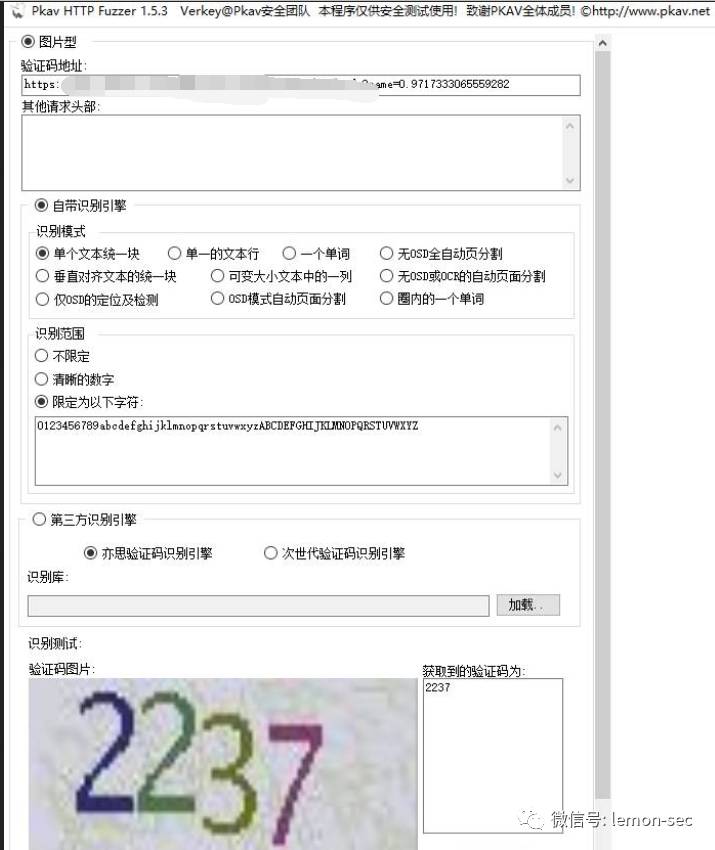 Pkav HTTP Fuzzer 1.5.3 Verkey@Pkav安全团队 本程序仅供安全测试使用! 致谢PKAV全体成员! ©http://www.pkav.net
图片型
验证码地址:
https: ame=0.9717333065559282
其他请求头部:
自带识别引擎
识别模式
单个文本统一块 单一的文本行 一个单词 无OSD全自动页分割
垂直对齐文本的统一块 可变大小文本中的一列 无OSD或OCR的自动页面分割
仅OSD的定位及检测 OSD模式自动页面分割 圈内的一个单词
识别范围
不限定
清晰的数字
限定为以下字符:
0123456789abcdefghijklmnopqrstuvwxyzABCDEFGHIJKLMNOPQRSTUVWXYZ
第三方识别引擎
亦思验证码识别引擎 次世代验证码识别引擎
识别库:
加载..
识别测试:
验证码图片: 获取到的验证码为:
2237
2237
微信号: lemon-sec